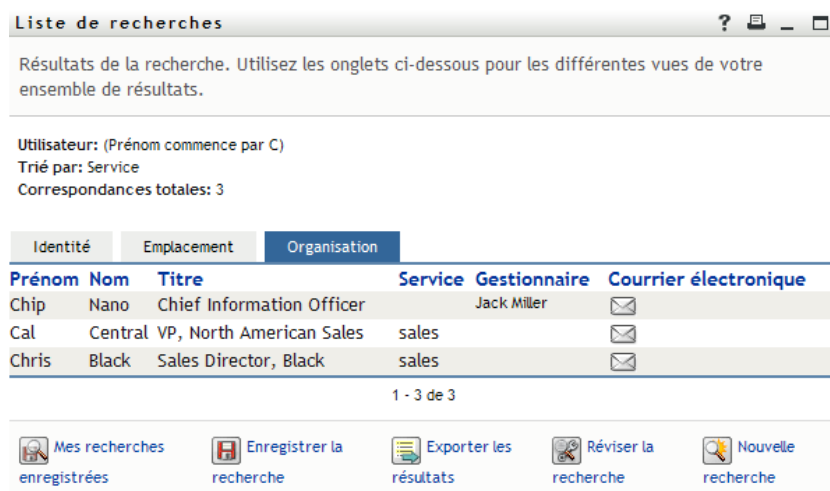 Liste de recherches ?
Résultats de la recherche. Utilisez les onglets ci-dessous pour les différentes vues de votre
ensemble de résultats.
Utilisateur: (Prénom commence par C)
Trié par: Service
Correspondances totales: 3
Identité Emplacement Organisation
Prénom Nom Titre Service Gestionnaire Courrier électronique
Chip Nano Chief Information Officer Jack Miller
Cal Central VP, North American Sales sales
Chris Black Sales Director, Black sales
1 - 3 de 3
Mes recherches enregistrées
Enregistrer la recherche
Exporter les résultats
Réviser la recherche
Nouvelle recherche